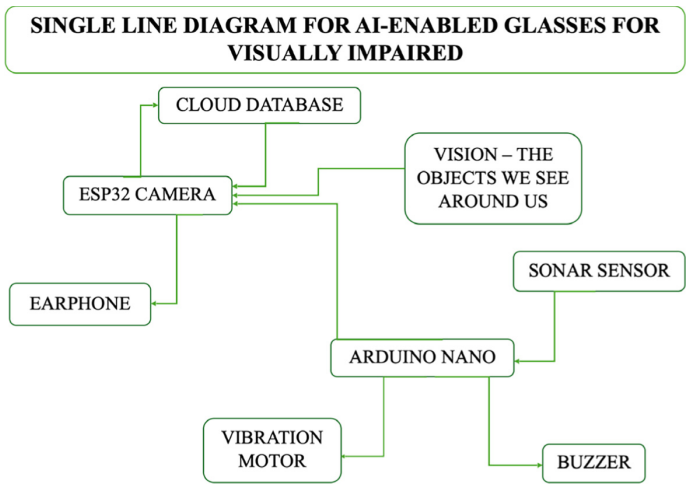 SINGLE LINE DIAGRAM FOR AI-ENABLED GLASSES FOR
VISUALLY IMPAIRED
CLOUD DATABASE
VISION – THE
OBJECTS WE SEE
AROUND US
ESP32 CAMERA
SONAR SENSOR
EARPHONE
ARDUINO NANO
VIBRATION
MOTOR
BUZZER